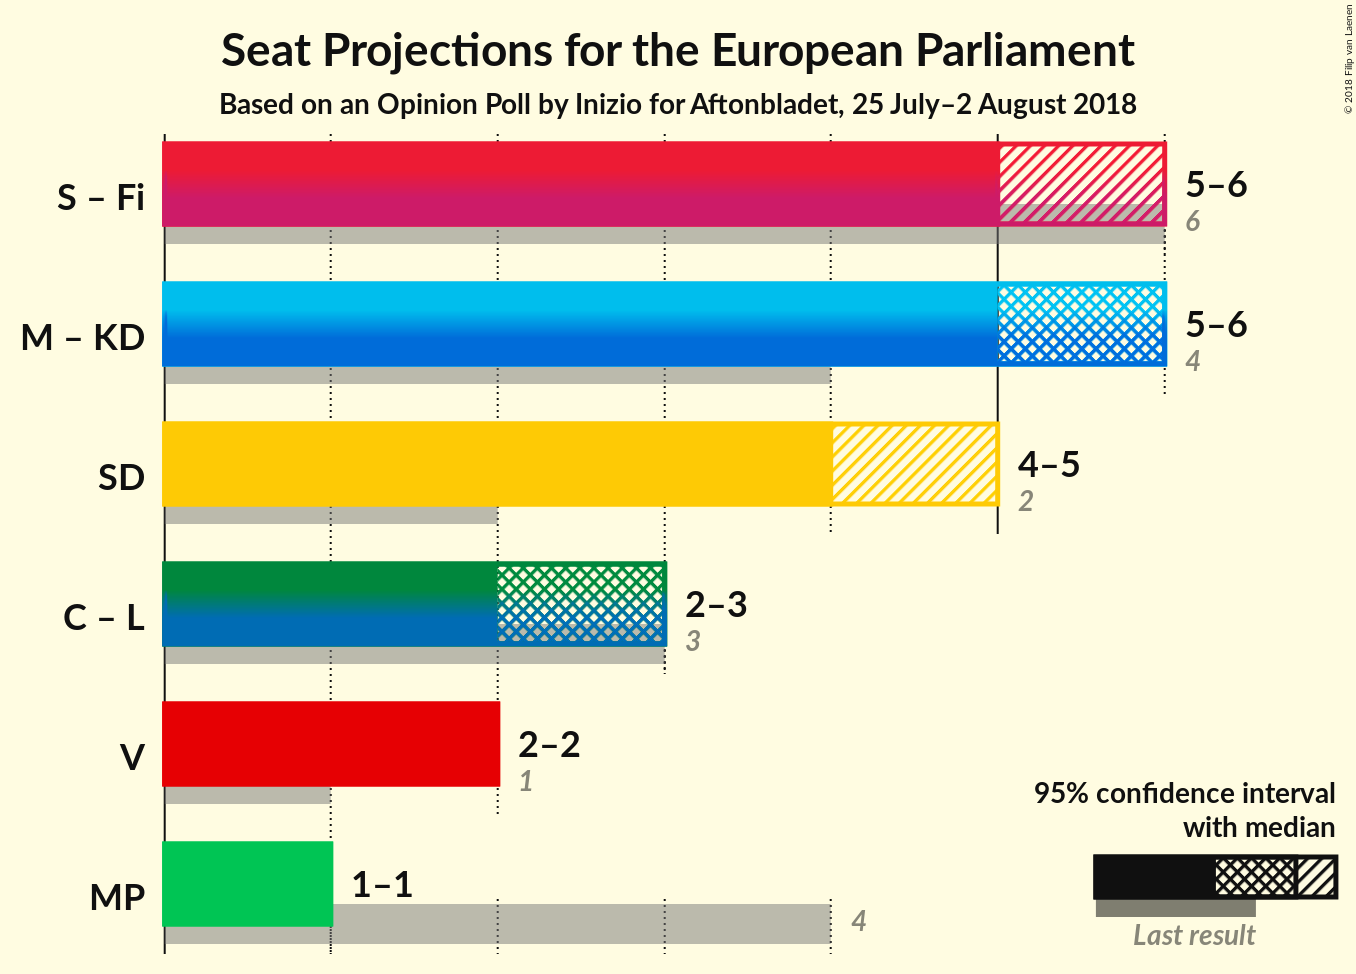 Seat Projections for the European Parliament
Based on an Opinion Poll by Inizio for Aftonbladet, 25 July–2 August 2018
© 2018 Filip van Laenen
S – Fi
5–6
6
M – KD
5–6
4
SD
4–5
2
C – L
2–3
3
V
2–2
1
MP
1–1
4
95% confidence interval
with median
Last result